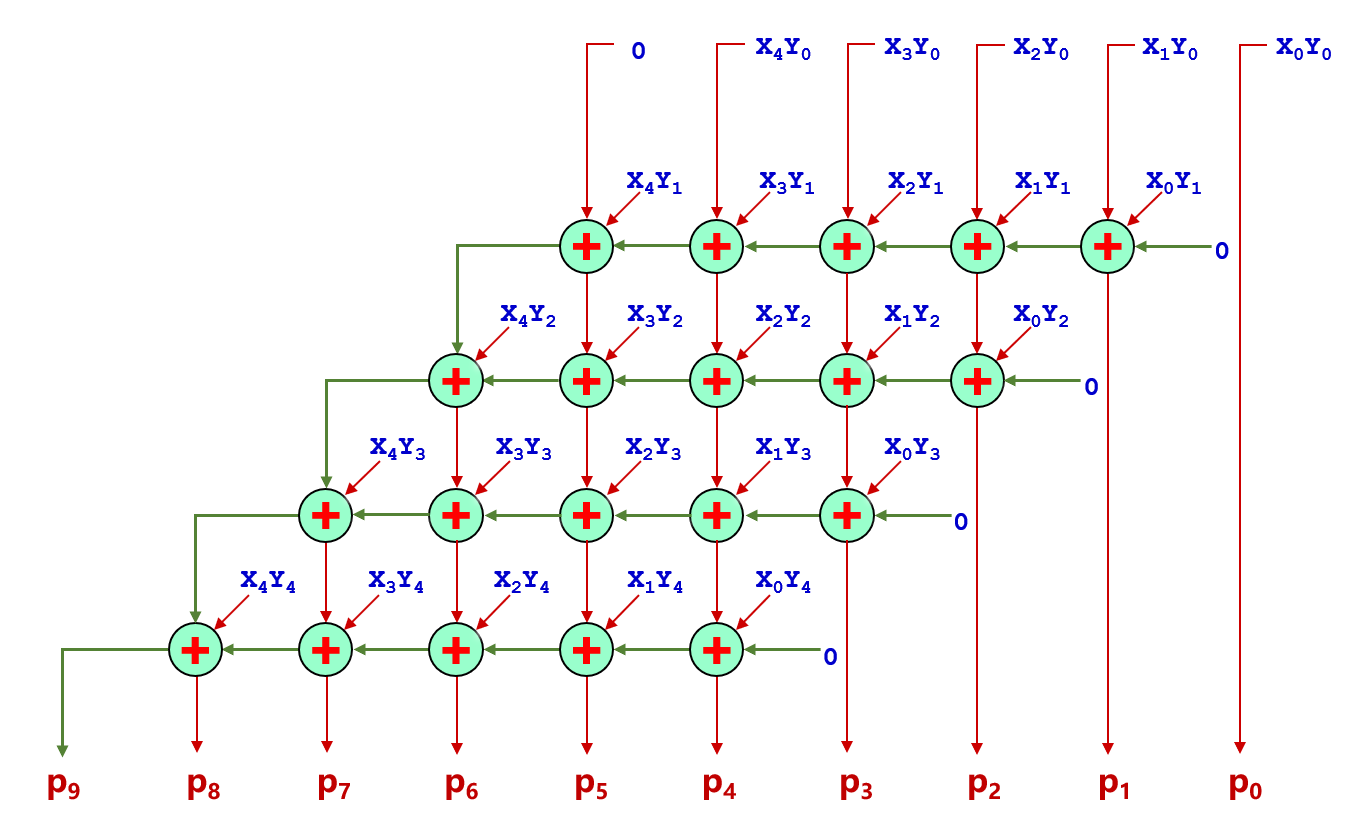 0 X₄Y₀ X₃Y₀ X₂Y₀ X₁Y₀ X₀Y₀
X₄Y₁ X₃Y₁ X₂Y₁ X₁Y₁ X₀Y₁
+ + + + + 0
X₄Y₂ X₃Y₂ X₂Y₂ X₁Y₂ X₀Y₂
+ + + + + 0
X₄Y₃ X₃Y₃ X₂Y₃ X₁Y₃ X₀Y₃
+ + + + + 0
X₄Y₄ X₃Y₄ X₂Y₄ X₁Y₄ X₀Y₄
+ + + + + 0
p₉ p₈ p₇ p₆ p₅ p₄ p₃ p₂ p₁ p₀